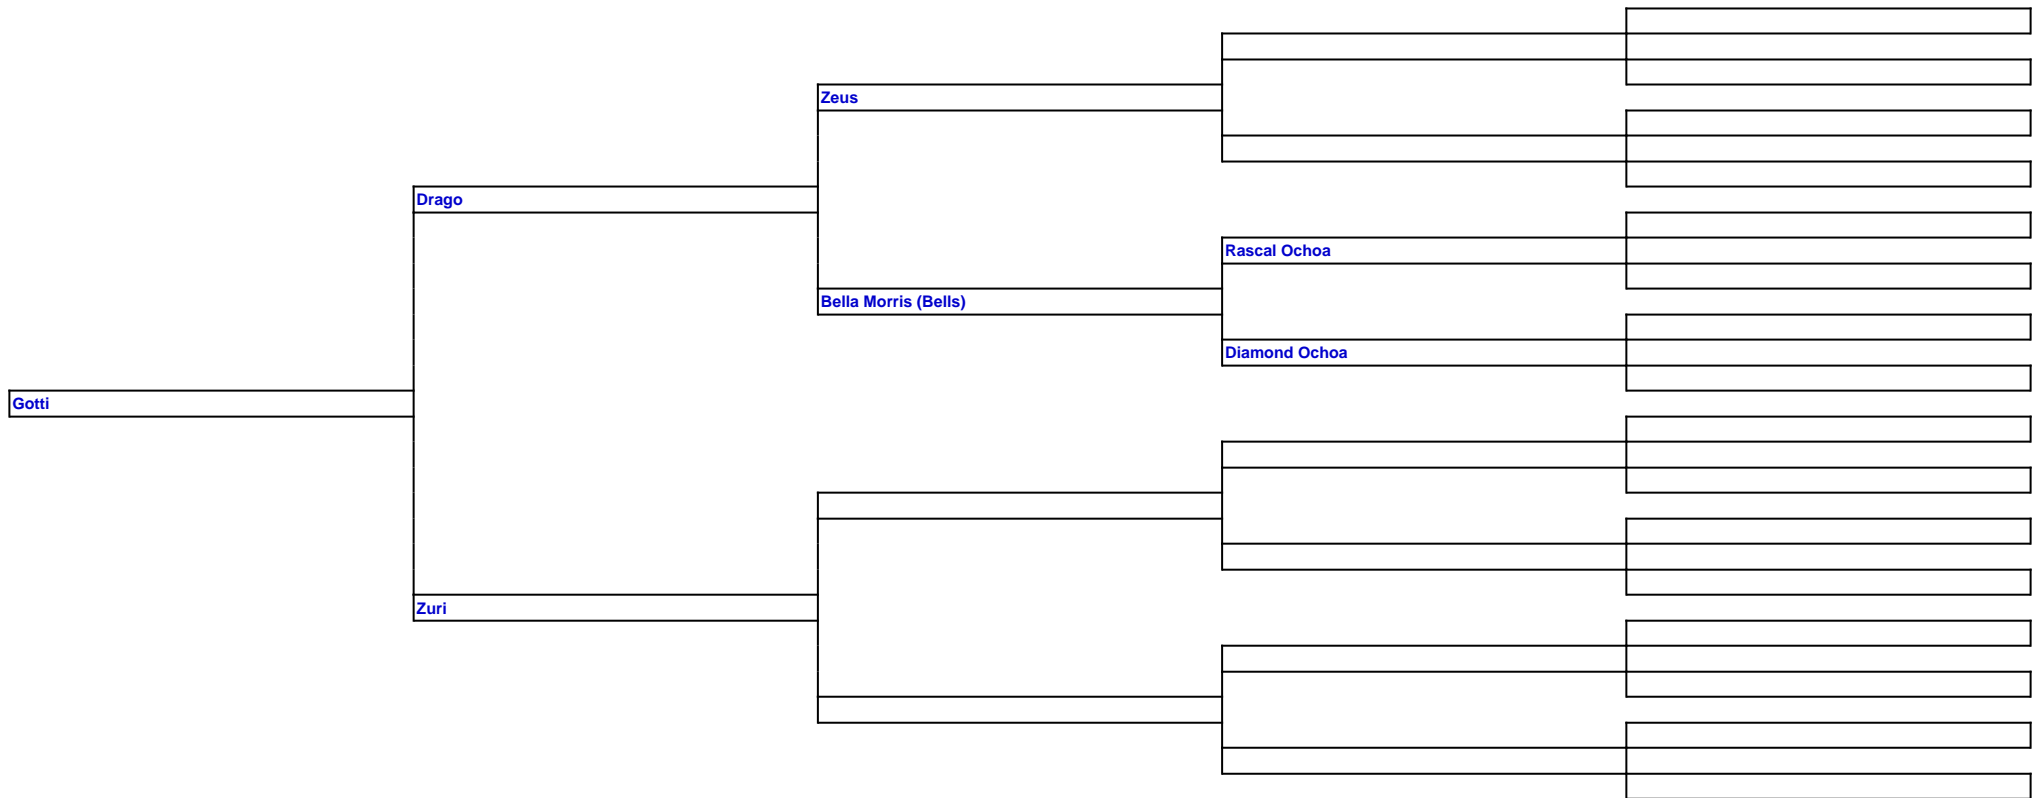 Zeus
Drago
Rascal Ochoa
Bella Morris (Bells)
Diamond Ochoa
Gotti
Zuri